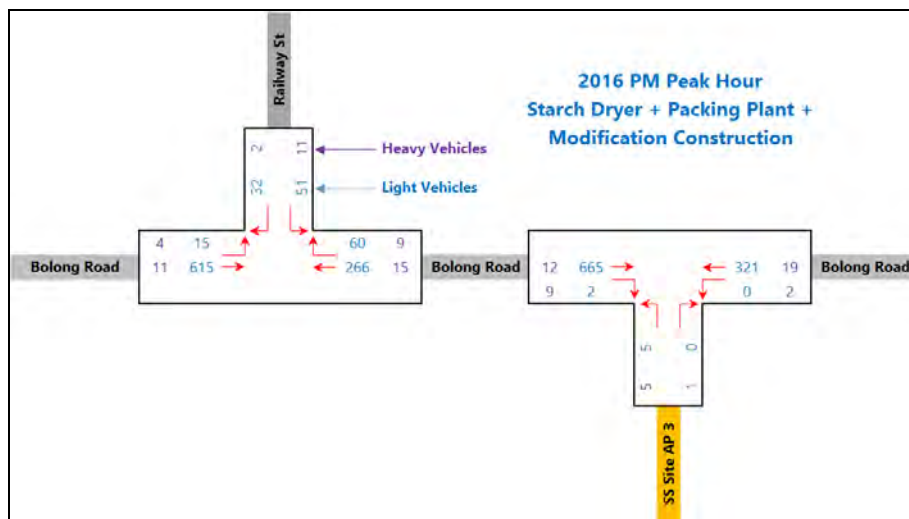 Railway St
2016 PM Peak Hour
Starch Dryer + Packing Plant +
Modification Construction
2 11
Heavy Vehicles
32 51
Light Vehicles
4 15 60 9
Bolong Road 11 615 266 15 Bolong Road 12 665 321 19 Bolong Road
9 2 0 2
5 0
5 1
SS Site AP 3